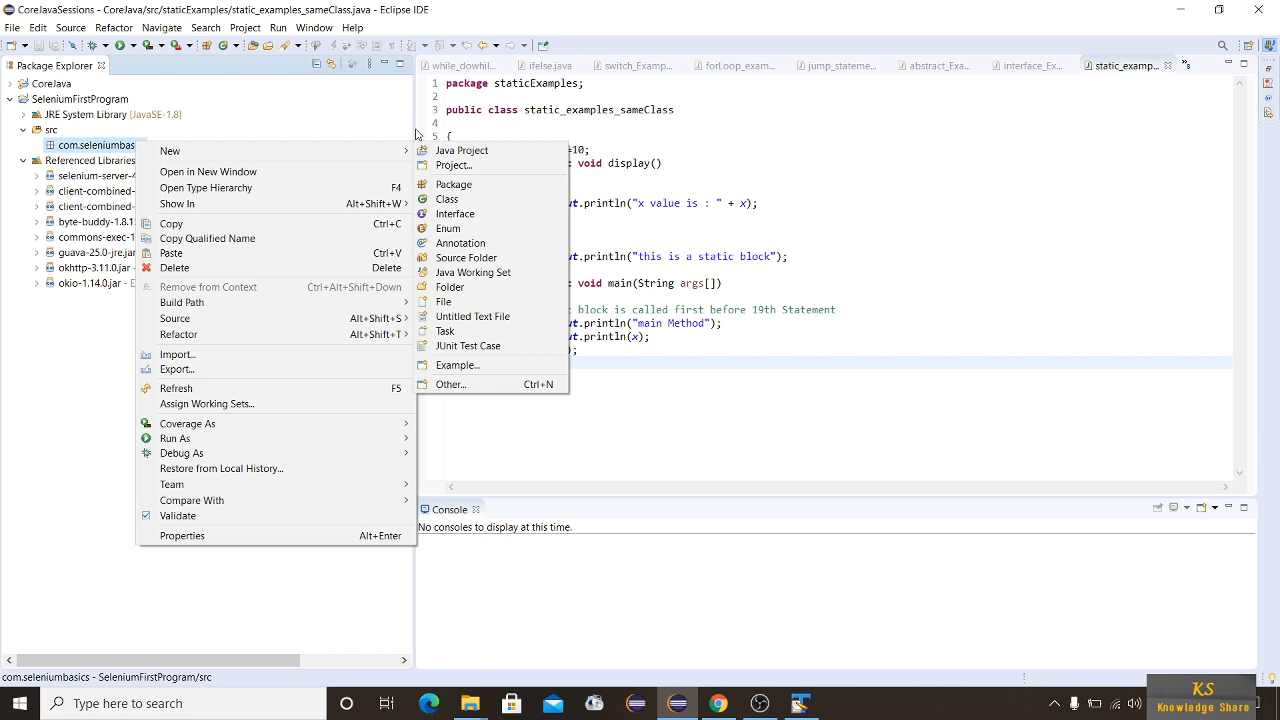 CoreJavaSessions - CoreJava/src/staticExamples/static_examples_sameClass.java - Eclipse IDE
File Edit Source Refactor Navigate Search Project Run Window Help
Package Explorer
while_dowhil... ifelse.java switch_Examp... forLoop_exam... jump_stateme... abstract_Exa... interface_Ex... static_examp...
CoreJava
SeleniumFirstProgram
JRE System Library [JavaSE-1.8]
src
com.seleniumbas
Referenced Libraries
selenium-server-4
client-combined-
client-combined-
byte-buddy-1.8.15
commons-exec-1
guava-25.0-jre.jar
okhttp-3.11.0.jar
okio-1.14.0.jar - E
New
Open in New Window
Open Type Hierarchy F4
Show In Alt+Shift+W
Copy Ctrl+C
Copy Qualified Name
Paste Ctrl+V
Delete Delete
Remove from Context Ctrl+Alt+Shift+Down
Build Path
Source Alt+Shift+S
Refactor Alt+Shift+T
Import...
Export...
Refresh F5
Assign Working Sets...
Coverage As
Run As
Debug As
Restore from Local History...
Team
Compare With
Validate
Properties Alt+Enter
Java Project
Project...
Package
Class
Interface
Enum
Annotation
Source Folder
Java Working Set
Folder
File
Untitled Text File
Task
JUnit Test Case
Example...
Other... Ctrl+N
1 package staticExamples;
2
3 public class static_examples_sameClass
4
5 {
=10;
void display()
ut.println("x value is : " + x);
ut.println("this is a static block");
void main(String args[])
block is called first before 19th Statement
ut.println("main Method");
ut.println(x);
);
Console
No consoles to display at this time.
com.seleniumbasics - SeleniumFirstProgram/src
Type here to search
KS
Knowledge Share